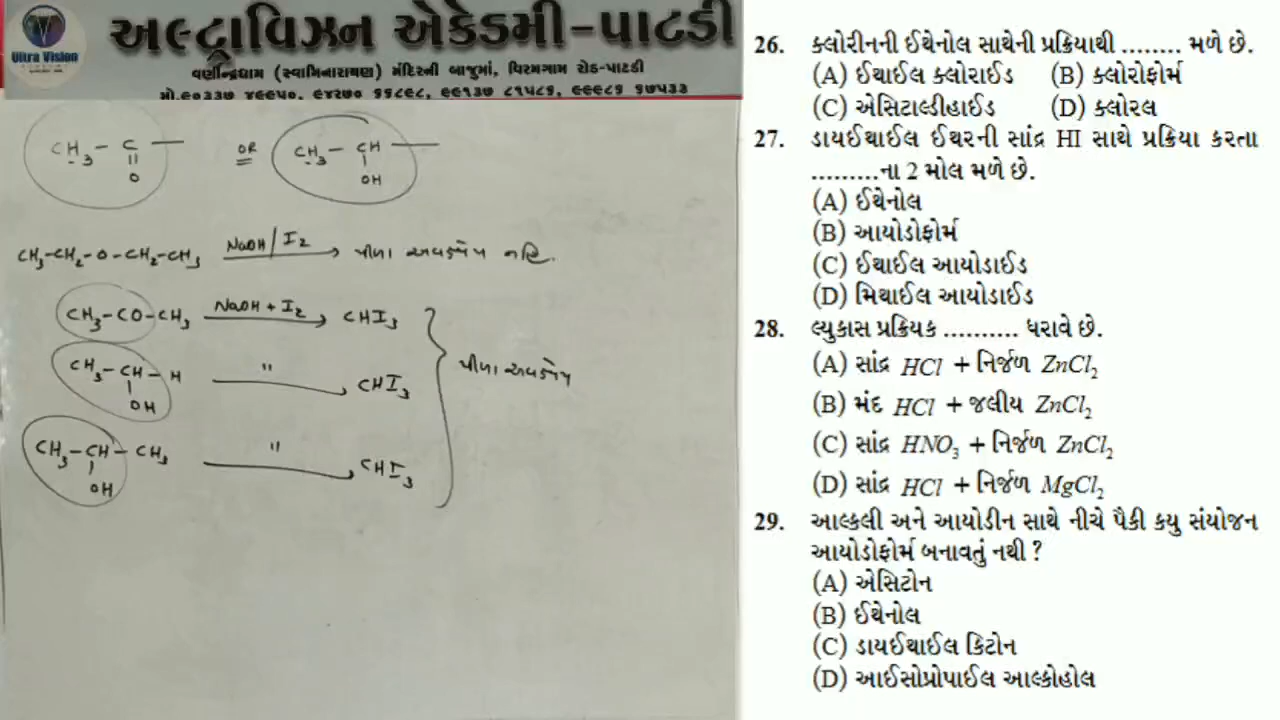 Ultra Vision
અલ્ટ્રાવિઝન એકેડમી-પાટડી
વર્ણીન્દ્રધામ (સ્વામિનારાયણ) મંદિરની બાજુમાં, વિરમગામ રોડ-પાટડી
CH₃ – C –
||
O
OR
CH₃ – CH –
|
OH
CH₃–CH₂–O–CH₂–CH₃ NaOH/I₂ → પીળા અવક્ષેપ નહિ.
CH₃–CO–CH₃ NaOH + I₂ → CHI₃
CH₃–CH–H " → CHI₃
|
OH
CH₃–CH–CH₃ " → CHI₃
|
OH
પીળા અવક્ષેપ
26. ક્લોરીનની ઈથેનોલ સાથેની પ્રક્રિયાથી ........ મળે છે.
(A) ઈથાઈલ ક્લોરાઈડ (B) ક્લોરોફોર્મ
(C) એસિટાલ્ડીહાઈડ (D) ક્લોરલ
27. ડાયઈથાઈલ ઈથરની સાંદ્ર HI સાથે પ્રક્રિયા કરતા
.........ના 2 મોલ મળે છે.
(A) ઈથેનોલ
(B) આયોડોફોર્મ
(C) ઈથાઈલ આયોડાઈડ
(D) મિથાઈલ આયોડાઈડ
28. લ્યુકાસ પ્રક્રિયક .......... ધરાવે છે.
(A) સાંદ્ર HCl + નિર્જળ ZnCl₂
(B) મંદ HCl + જલીય ZnCl₂
(C) સાંદ્ર HNO₃ + નિર્જળ ZnCl₂
(D) સાંદ્ર HCl + નિર્જળ MgCl₂
29. આલ્કલી અને આયોડીન સાથે નીચે પૈકી કયુ સંયોજન
આયોડોફોર્મ બનાવતું નથી ?
(A) એસિટોન
(B) ઈથેનોલ
(C) ડાયઈથાઈલ કિટોન
(D) આઈસોપ્રોપાઈલ આલ્કોહોલ